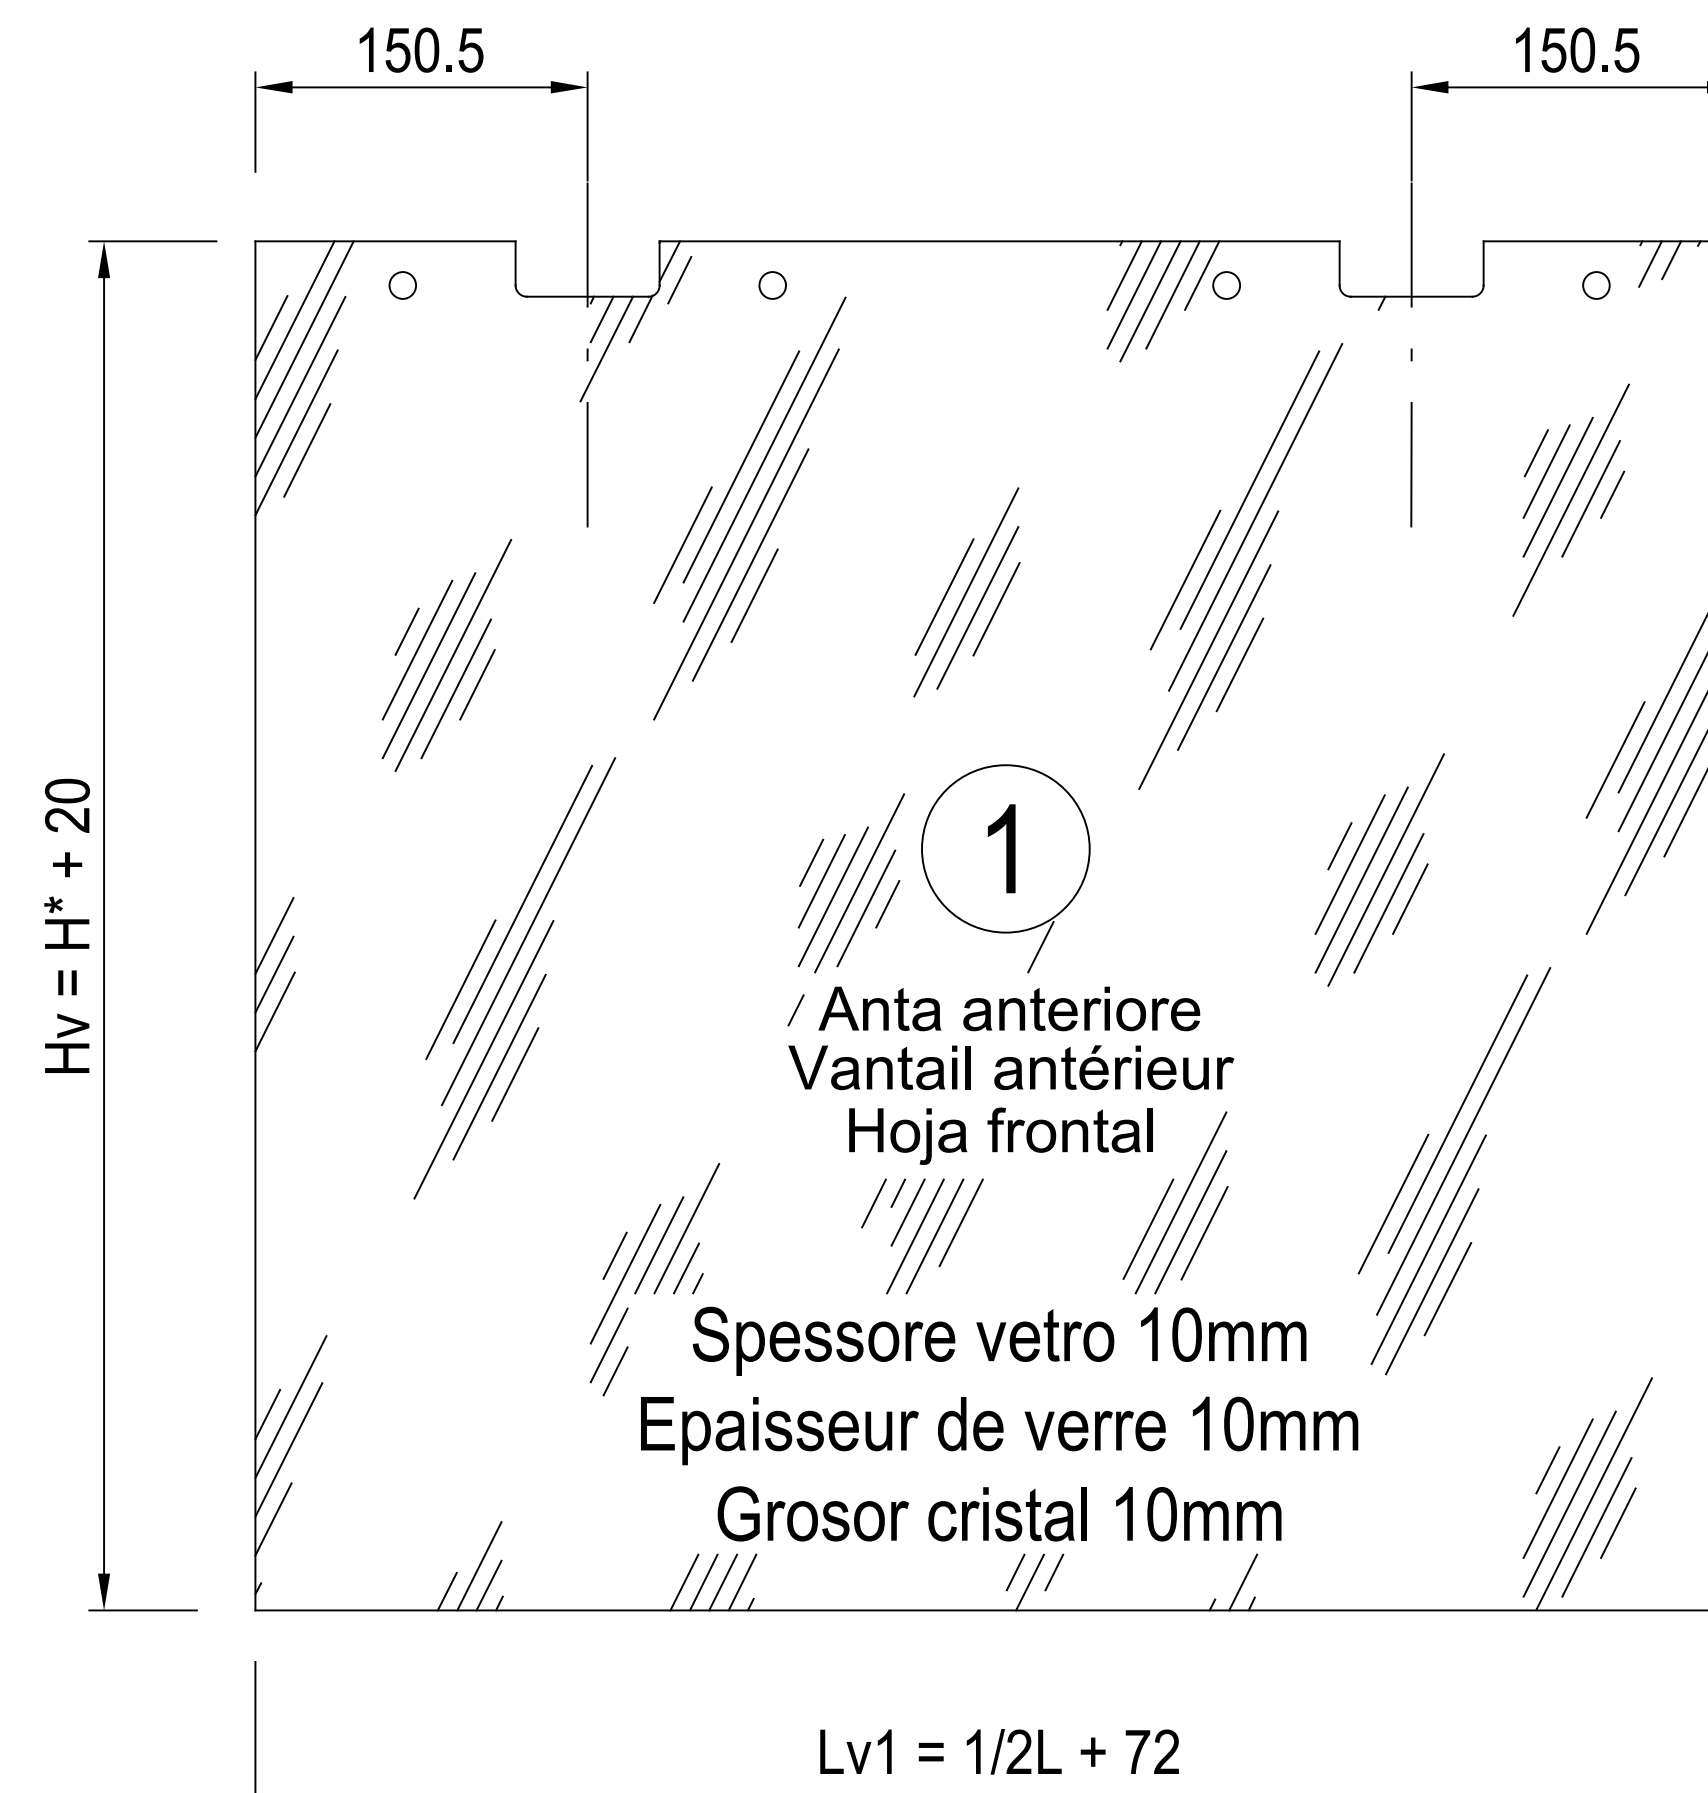 150.5
150.5
Hv = H* + 20
1
Anta anteriore
Vantail antérieur
Hoja frontal
Spessore vetro 10mm
Epaisseur de verre 10mm
Grosor cristal 10mm
Lv1 = 1/2L + 72